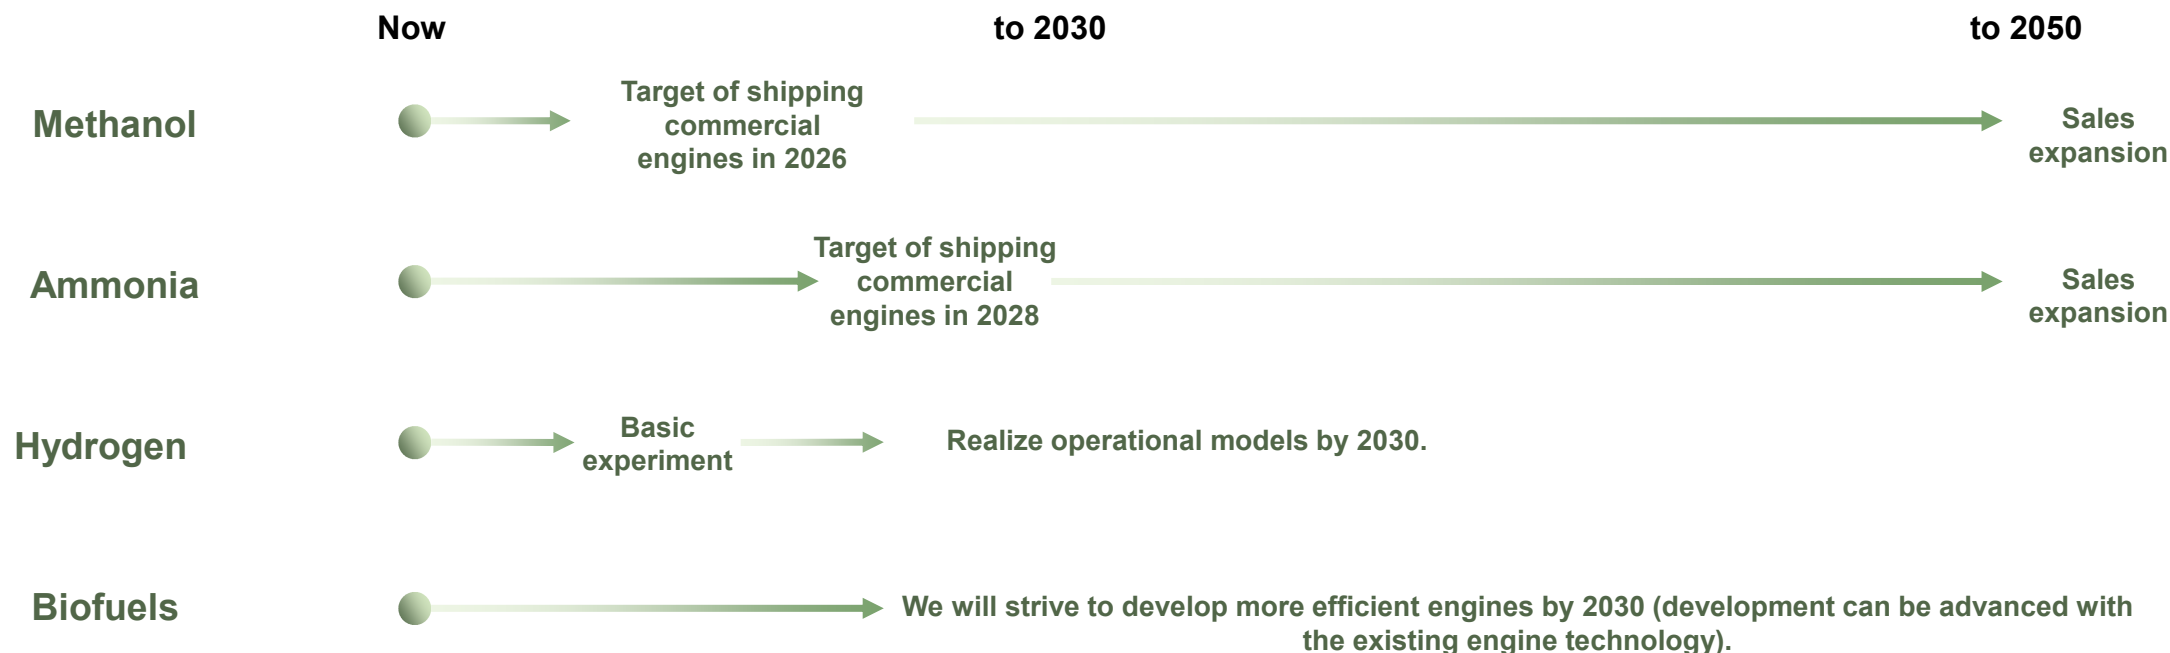 Now to 2030 to 2050
Methanol
Target of shipping
commercial
engines in 2026
Sales
expansion
Ammonia
Target of shipping
commercial
engines in 2028
Sales
expansion
Hydrogen
Basic
experiment
Realize operational models by 2030.
Biofuels
We will strive to develop more efficient engines by 2030 (development can be advanced with
the existing engine technology).